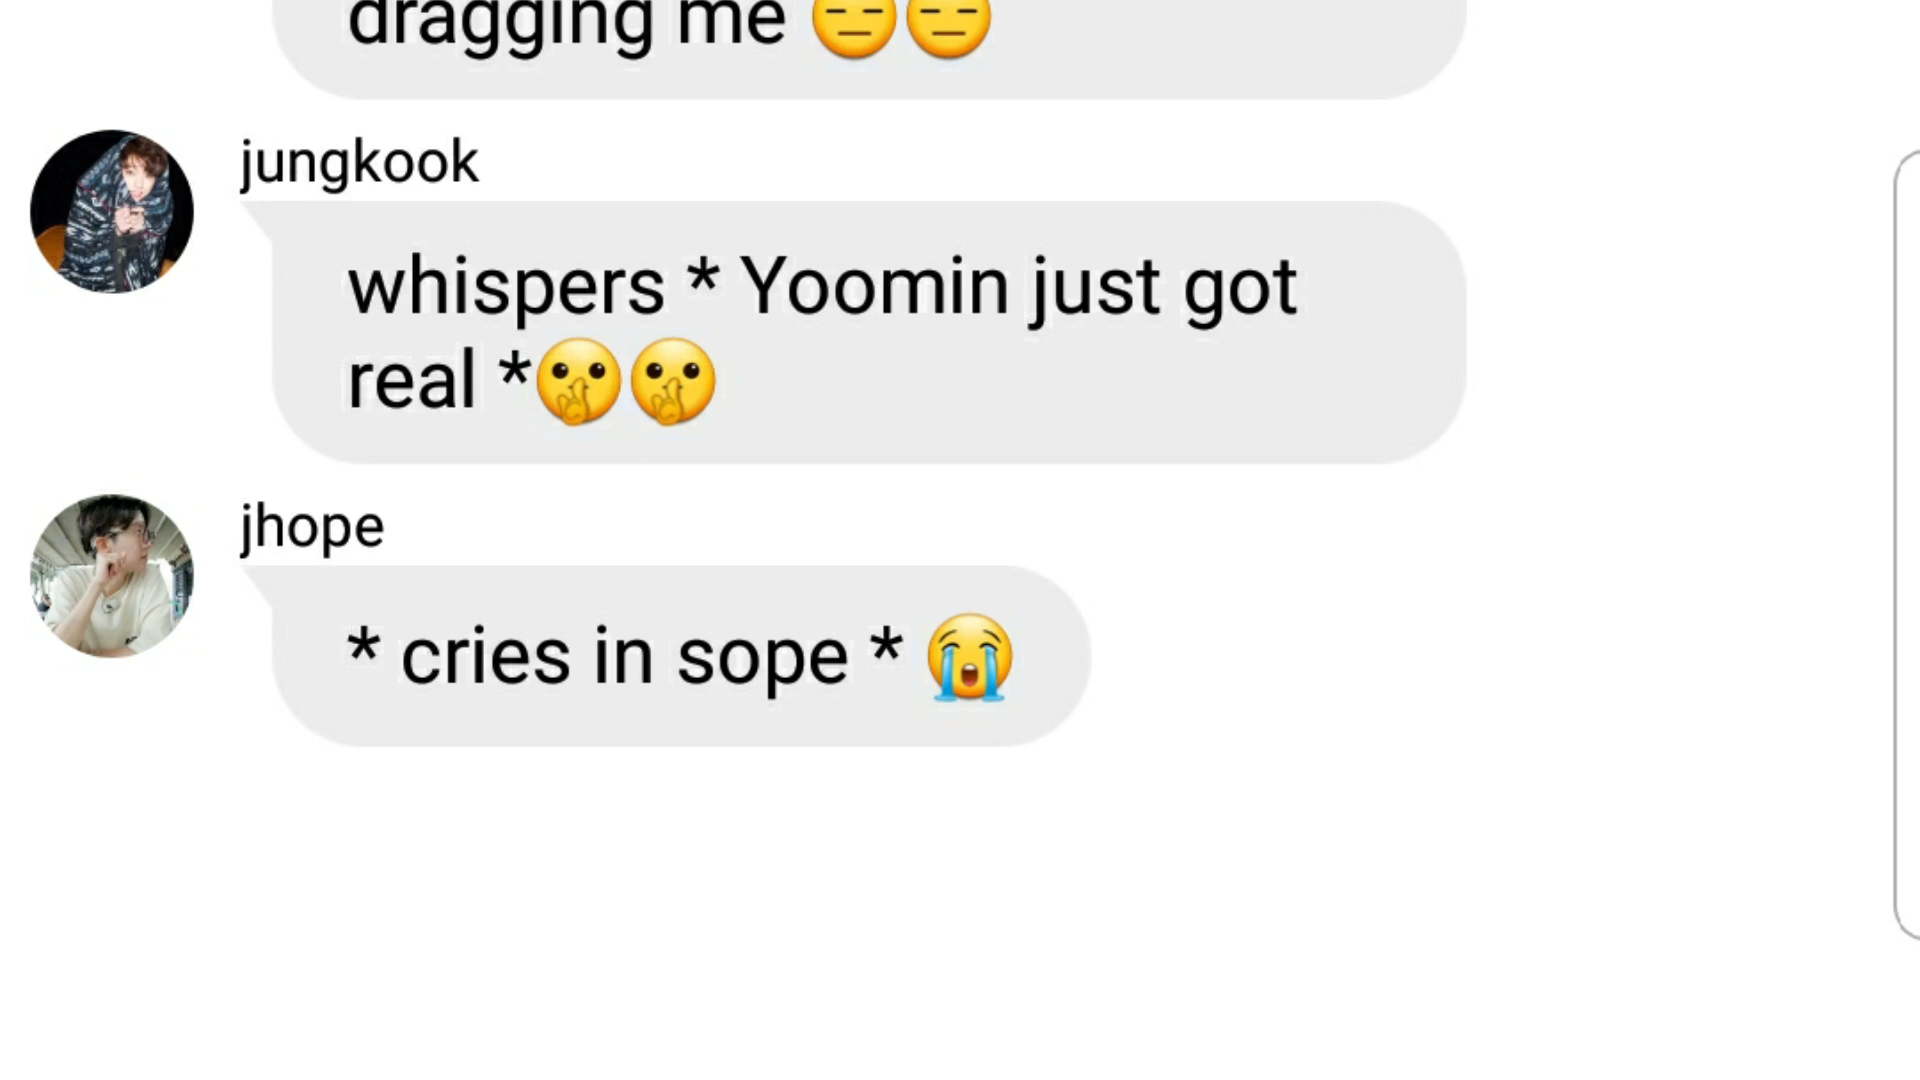 dragging me 😑😑
jungkook
whispers * Yoomin just got
real *🤫🤫
jhope
* cries in sope * 😭